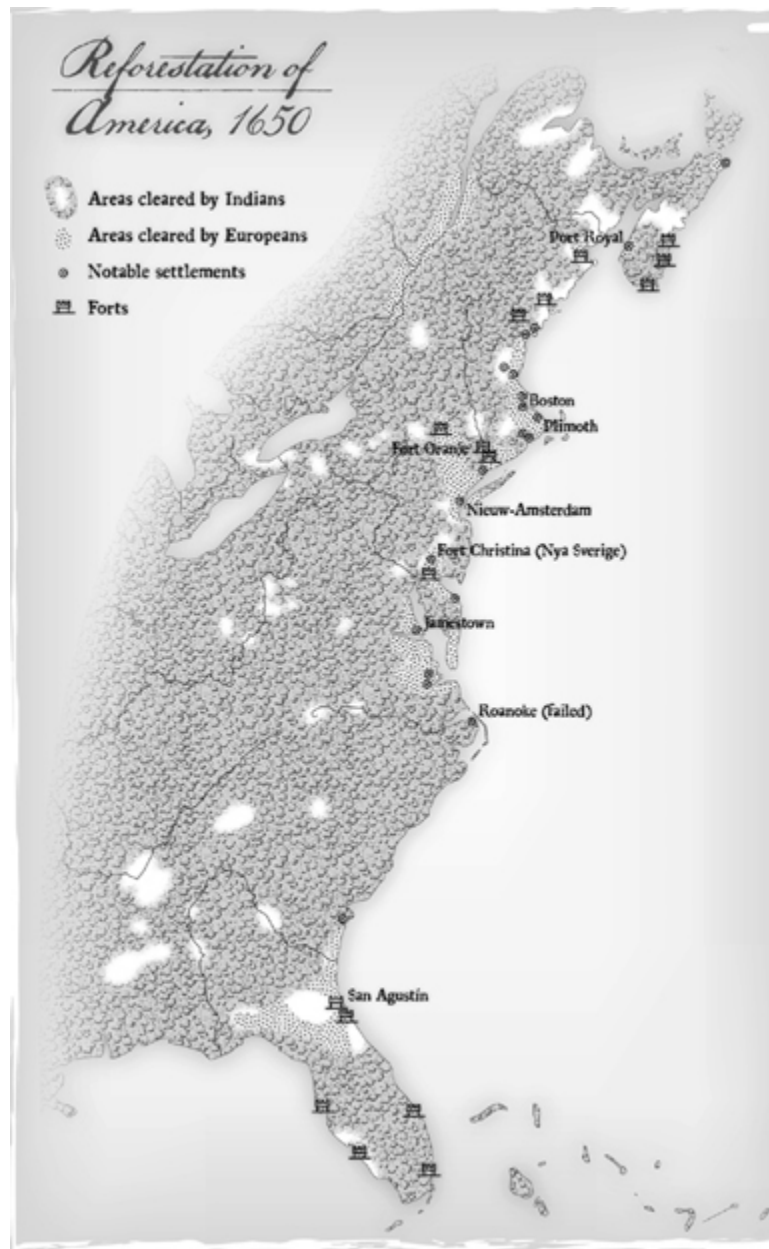 Reforestation of
America, 1650
Areas cleared by Indians
Areas cleared by Europeans
Notable settlements
Forts
Port Royal
Boston
Plimoth
Fort Oranje
Nieuw-Amsterdam
Fort Christina (Nya Sverige)
Jamestown
Roanoke (failed)
San Agustín